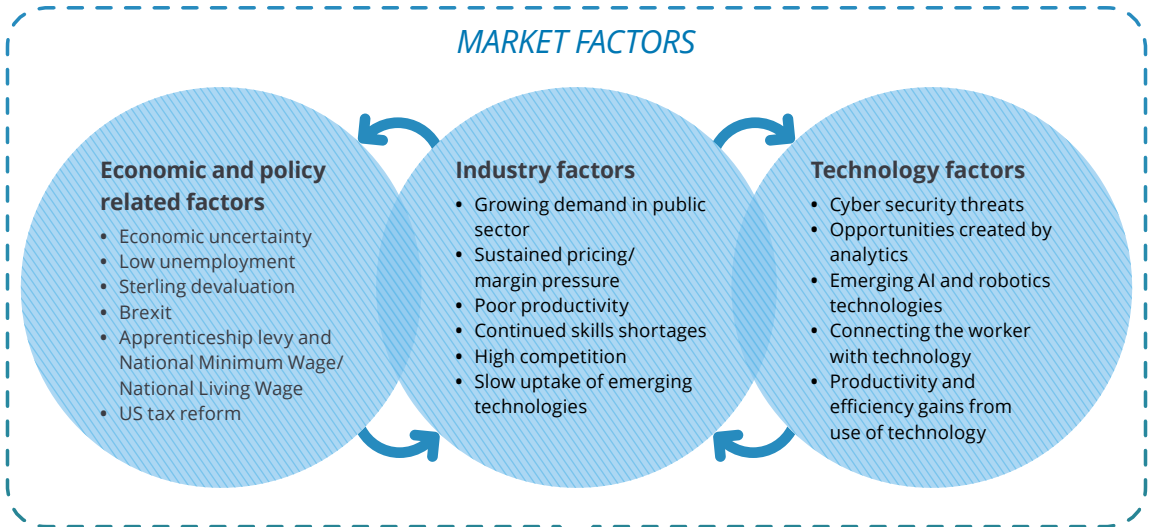 MARKET FACTORS
Economic and policy
related factors
• Economic uncertainty
• Low unemployment
• Sterling devaluation
• Brexit
• Apprenticeship levy and
National Minimum Wage/
National Living Wage
• US tax reform
Industry factors
• Growing demand in public
sector
• Sustained pricing/
margin pressure
• Poor productivity
• Continued skills shortages
• High competition
• Slow uptake of emerging
technologies
Technology factors
• Cyber security threats
• Opportunities created by
analytics
• Emerging AI and robotics
technologies
• Connecting the worker
with technology
• Productivity and
efficiency gains from
use of technology